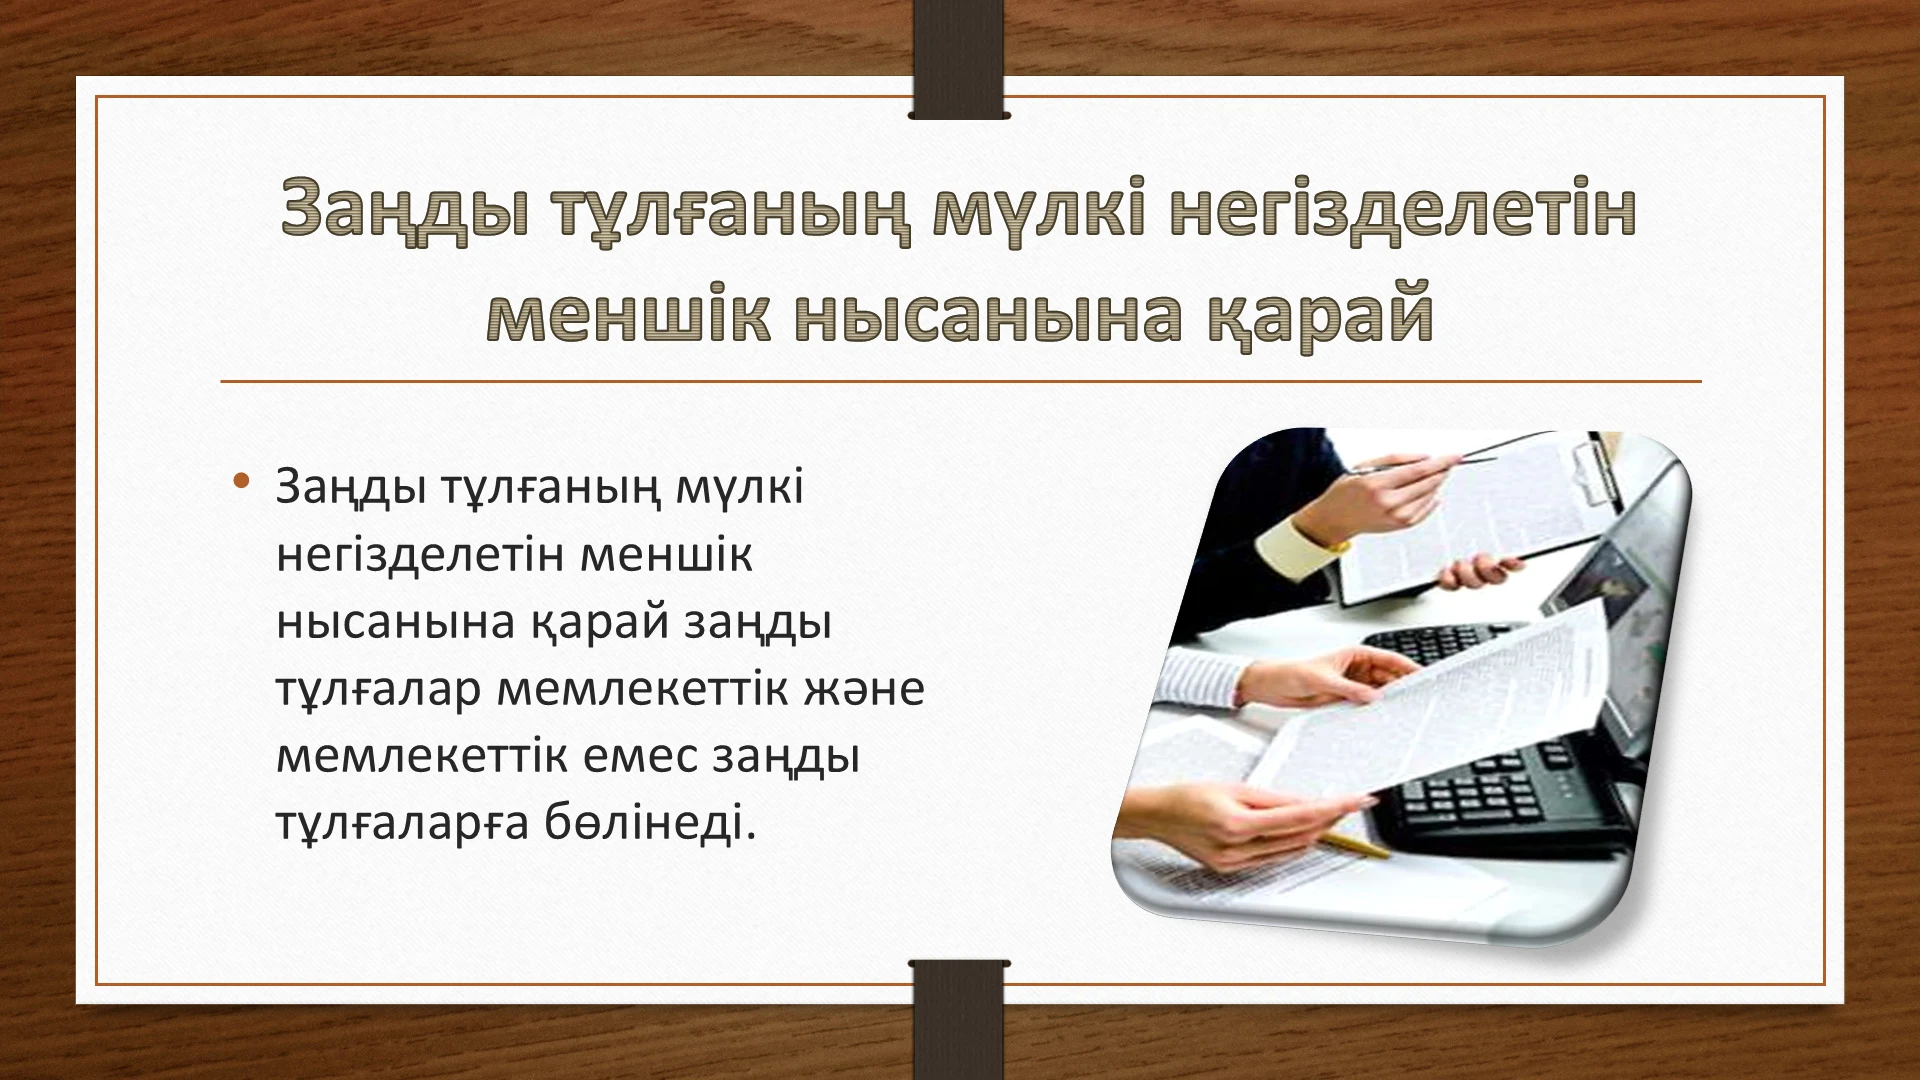 Заңды тұлғаның мүлкі негізделетін
меншік нысанына қарай
• Заңды тұлғаның мүлкі
негізделетін меншік
нысанына қарай заңды
тұлғалар мемлекеттік және
мемлекеттік емес заңды
тұлғаларға бөлінеді.